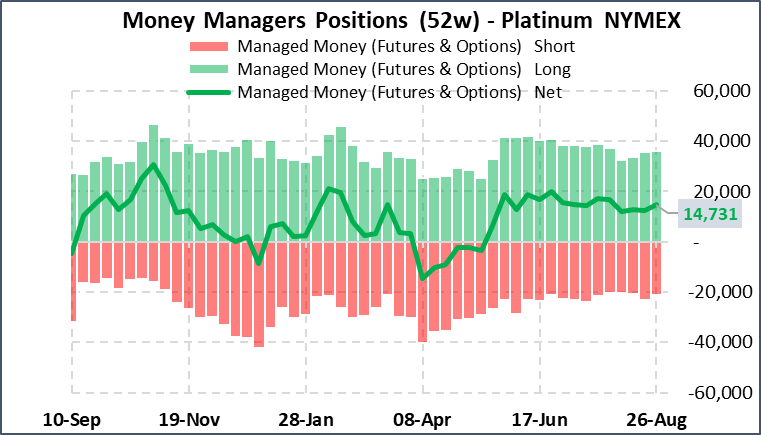 Money Managers Positions (52w) - Platinum NYMEX
Managed Money (Futures & Options) Short
Managed Money (Futures & Options) Long
Managed Money (Futures & Options) Net
60,000
40,000
20,000
14,731
-
-20,000
-40,000
-60,000
10-Sep 19-Nov 28-Jan 08-Apr 17-Jun 26-Aug